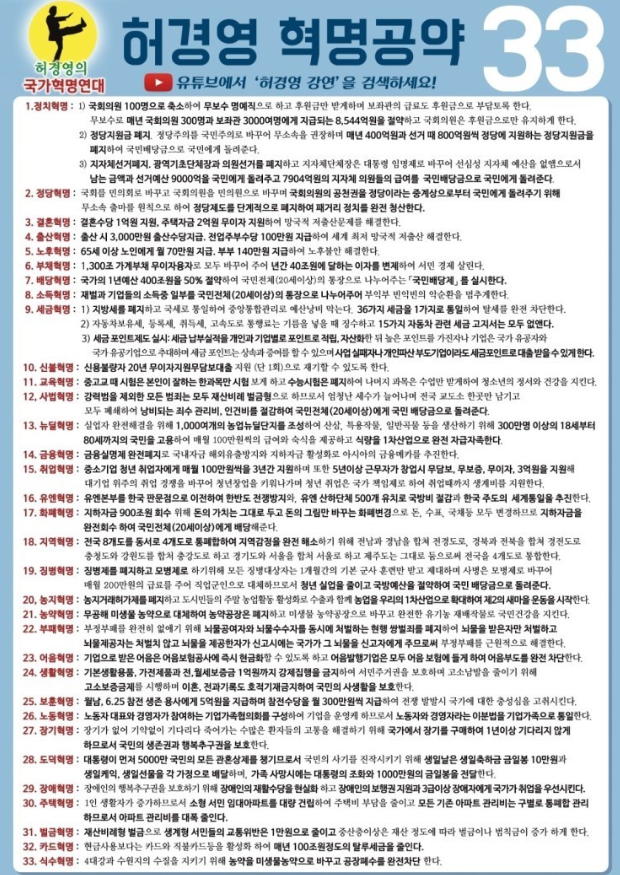 허경영의
국가혁명연대
허경영 혁명공약 33
유튜브에서 ‘허경영 강연’을 검색하세요!
1.정치혁명 : 1) 국회의원 100명으로 축소하여 무보수 명예직으로 하고 후원금만 받게하며 보좌관의 급료도 후원금으로 부담토록 한다.
무보수로 매년 국회의원 300명과 보좌관 3000여명에게 지급되는 8,544억원을 절약하고 국회의원은 후원금으로만 유지하게 한다.
2) 정당지원금 폐지. 정당주의를 국민주의로 바꾸어 무소속을 권장하며 매년 400억원과 선거 때 800억원씩 정당에 지원하는 정당지원금을
폐지하여 국민배당금으로 국민에게 돌려준다.
3) 지자체선거폐지. 광역기초단체장과 의원선거를 폐지하고 지자체단체장은 대통령 임명제로 바꾸어 선심성 지자체 예산을 없앰으로서
남는 금액과 선거예산 9000억을 국민에게 돌려주고 7904억원의 지자체 의원들의 급여를 국민배당금으로 국민에게 돌려준다.
2. 정당혁명 : 국회를 민의회로 바꾸고 국회의원을 민의원으로 바꾸며 국회의원의 공천권을 정당이라는 중계상으로부터 국민에게 돌려주기 위해
무소속 출마를 원칙으로 하여 정당제도를 단계적으로 폐지하여 패거리 정치를 완전 청산한다.
3. 결혼혁명 : 결혼수당 1억원 지원, 주택자금 2억원 무이자 지원하여 망국적 저출산문제를 해결한다.
4. 출산혁명 : 출산 시 3,000만원 출산수당지급. 전업주부수당 100만원 지급하여 세계 최저 망국적 저출산 해결한다.
5. 노후혁명 : 65세 이상 노인에게 월 70만원 지급. 부부 140만원 지급하여 노후불안 해결한다.
6. 부채혁명 : 1,300조 가계부채 무이자융자로 모두 바꾸어 주어 년간 40조원에 달하는 이자를 변제하여 서민 경제 살린다.
7. 배당혁명 : 국가의 1년예산 400조원을 50% 절약하여 국민전체(20세이상)의 통장으로 나누어주는 「국민배당제」를 실시한다.
8. 소득혁명 : 재벌과 기업들의 소득중 일부를 국민전체(20세이상)의 통장으로 나누어주어 부익부 빈익빈의 악순환을 멈추게한다.
9. 세금혁명 : 1) 지방세를 폐지하고 국세로 통일하여 중앙통합관리로 예산낭비 막는다. 36가지 세금을 1가지로 통일하여 탈세를 완전 차단한다.
2) 자동차보유세, 등록세, 취득세, 고속도로 통행료는 기름을 넣을 때 징수하고 15가지 자동차 관련 세금 고지서는 모두 없앤다.
3) 세금 포인트제도 실시: 세금 납부실적을 개인과 기업별로 포인트로 적립, 자산화한 뒤 높은 포인트를 가진자나 기업은 국가 유공자와
국가 유공기업으로 추대하며 세금 포인트는 상속과 증여를 할 수 있으며 사업 실패자나 개인파산 부도기업이라도 세금포인트로 대출 받을 수 있게 한다.
10. 신불혁명 : 신용불량자 20년 무이자지원무담보대출 지원 (단 1회)으로 재기할 수 있도록 한다.
11. 교육혁명 : 중고교 때 시험은 본인이 잘하는 한과목만 시험 보게 하고 수능시험은 폐지하여 나머지 과목은 수업만 받게하여 청소년의 정서와 건강을 지킨다.
12. 사법혁명 : 강력범을 제외한 모든 범죄는 모두 재산비례 벌금형으로 하므로서 엄청난 세수가 늘어나며 전국 교도소 한곳만 남기고
모두 폐쇄하여 낭비되는 죄수 관리비, 인건비를 절감하여 국민전체(20세이상)에게 국민 배당금으로 돌려준다.
13. 뉴딜혁명 : 실업자 완전해결을 위해 1,000여개의 농업뉴딩단지를 조성하여 산삼, 특용작물, 일반곡물 등을 생산하기 위해 300만명 이상의 18세부터
80세까지의 국민을 고용하여 매월 100만원씩의 급여와 숙식을 제공하고 식량을 1차산업으로 완전 자급자족한다.
14. 금융혁명 : 금융실명제 완전폐지로 국내자금 해외유출방지와 지하자금 활성화로 아시아의 금융메카를 추진한다.
15. 취업혁명 : 중소기업 청년 취업자에게 매월 100만원씩을 3년간 지원하며 또한 5년이상 근무자가 창업시 무담보, 무보증, 무이자, 3억원을 지원해
대기업 위주의 취업 경쟁을 바꾸어 청년창업을 키워나가며 청년 취업은 국가 책임제로 하여 취업때까지 생계비를 지원한다.
16. 유엔혁명 : 유엔본부를 한국 판문점으로 이전하여 한반도 전쟁방지와, 유엔 산하단체 500개 유치로 국방비 절감과 한국 주도의 세계통일을 추진한다.
17. 화폐혁명 : 지하자금 900조원 회수 위해 돈의 가치는 그대로 두고 돈의 그림만 바꾸는 화폐변경으로 돈, 수표, 국채등 모두 변경하므로 지하자금을
완전회수 하여 국민전체(20세이상)에게 배당해준다.
18. 지역혁명 : 전국 8개도를 동서로 4개도로 통폐합하여 지역감정을 완전 해소하기 위해 전남과 경남을 합쳐 전경도로, 경북과 전북을 합쳐 경전도로
충청도와 강원도를 합쳐 충강도로 하고 경기도와 서울을 합쳐 서울로 하고 제주도는 그대로 둠으로써 전국을 4개도로 통합한다.
19. 징병혁명 : 징병제를 폐지하고 모병제로 하기위해 모든 징병대상자는 1개월간의 기본 군사 훈련만 받고 제대하며 사병은 모병제로 바꾸어
매월 200만원의 급료를 주어 직업군인으로 대체하므로서 청년 실업을 줄이고 국방예산을 절약하여 국민 배당금으로 돌려준다.
20, 농지혁명 : 농지거래허가제를 폐지하고 도시민들의 주말 농업활동 활성화로 수출과 함께 농업을 우리의 1차산업으로 확대하여 제2의 새마을 운동을 시작한다.
21. 농약혁명 : 무공해 미생물 농약으로 대체하여 농약공장은 폐지하고 미생물 농약공장으로 바꾸고 완전한 유기농 재배작물로 국민건강을 지킨다.
22. 부패혁명 : 부정부패를 완전히 없애기 위해 뇌물공여자와 뇌물수수자를 동시에 처벌하는 현행 쌍벌죄를 폐지하여 뇌물을 받은자만 처벌하고
뇌물제공자는 처벌치 않고 뇌물을 제공한자가 신고시에는 국가가 그 뇌물을 신고자에게 주므로써 부정부패를 근원적으로 해결한다.
23. 어음혁명 : 기업으로 받은 어음은 어음보험공사에 즉시 현금화할 수 있도록 하고 어음발행기업은 모두 어음 보험에 들게 하여 어음부도를 완전 차단한다.
24. 생활혁명 : 기본생활용품, 가전제품과 전,월세보증금 1억원까지 강제집행을 금지하여 서민주거권을 보호하며 고소남발을 줄이기 위해
고소보증금제를 시행하며 이혼, 전과기록도 호적기재금지하여 국민의 사생활을 보호한다.
25. 보훈혁명 : 월남, 6.25 참전 생존 용사에게 5억원을 지급하며 참전수당을 월 300만원씩 지급하여 전쟁 발발시 국가에 대한 충성심을 고취시킨다.
26. 노동혁명 : 노동자 대표와 경영자가 참여하는 기업가족협의회를 구성하여 기업을 운영케 하므로서 노동자와 경영자라는 이분법을 기업가족으로 통일한다.
27. 장기혁명 : 장기가 없어 기약없이 기다리다 죽어가는 수많은 환자들의 고통을 해결하기 위해 국가에서 장기를 구매하여 1년이상 기다리지 않게
하므로서 국민의 생존권과 행복추구권을 보호한다.
28. 도덕혁명 : 대통령이 먼저 5000만 국민의 모든 관혼상제를 챙기므로서 국민의 사기를 진작시키기 위해 생일날은 생일축하금 금일봉 10만원과
생일케익, 생일선물을 각 가정으로 배달하며, 가족 사망시에는 대통령의 조화와 1000만원의 금일봉을 전달한다.
29. 장애혁명 : 장애인의 행복추구권을 보호하기 위해 장애인의 재활수당을 현실화 하고 장애인의 보행권 지원과 3급이상 장애자에게 국가가 취업을 우선시킨다.
30. 주택혁명 : 1인 생활자가 증가하므로서 소형 서민 임대아파트를 대량 건립하여 주택비 부담을 줄이고 모든 기존 아파트 관리비는 구별로 통폐합 관리
하므로서 아파트 관리비를 대폭 줄인다.
31. 벌금혁명 : 재산비례형 벌금으로 생계형 서민들의 교통위반은 1만원으로 줄이고 중산층이상은 재산 정도에 따라 벌금이나 범칙금이 증가 하게 한다.
32. 카드혁명 : 현금사용보다는 카드와 직불카드등을 활성화 하여 매년 100조원정도의 탈루세금을 줄인다.
33. 식수혁명 : 4대강과 수원지의 수질을 지키기 위해 농약을 미생물농약으로 바꾸고 공장폐수를 완전차단 한다.